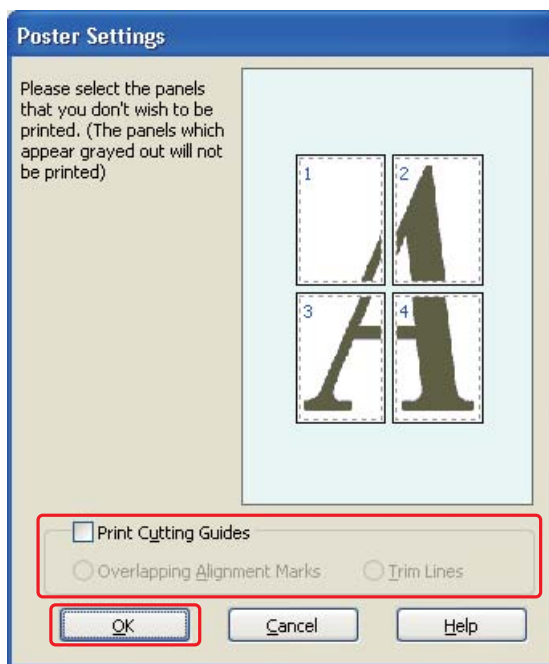 Poster Settings
Please select the panels
that you don't wish to be
printed. (The panels which
appear grayed out will not
be printed)
1 2
3 4
Print Cutting Guides
Overlapping Alignment Marks Trim Lines
OK Cancel Help